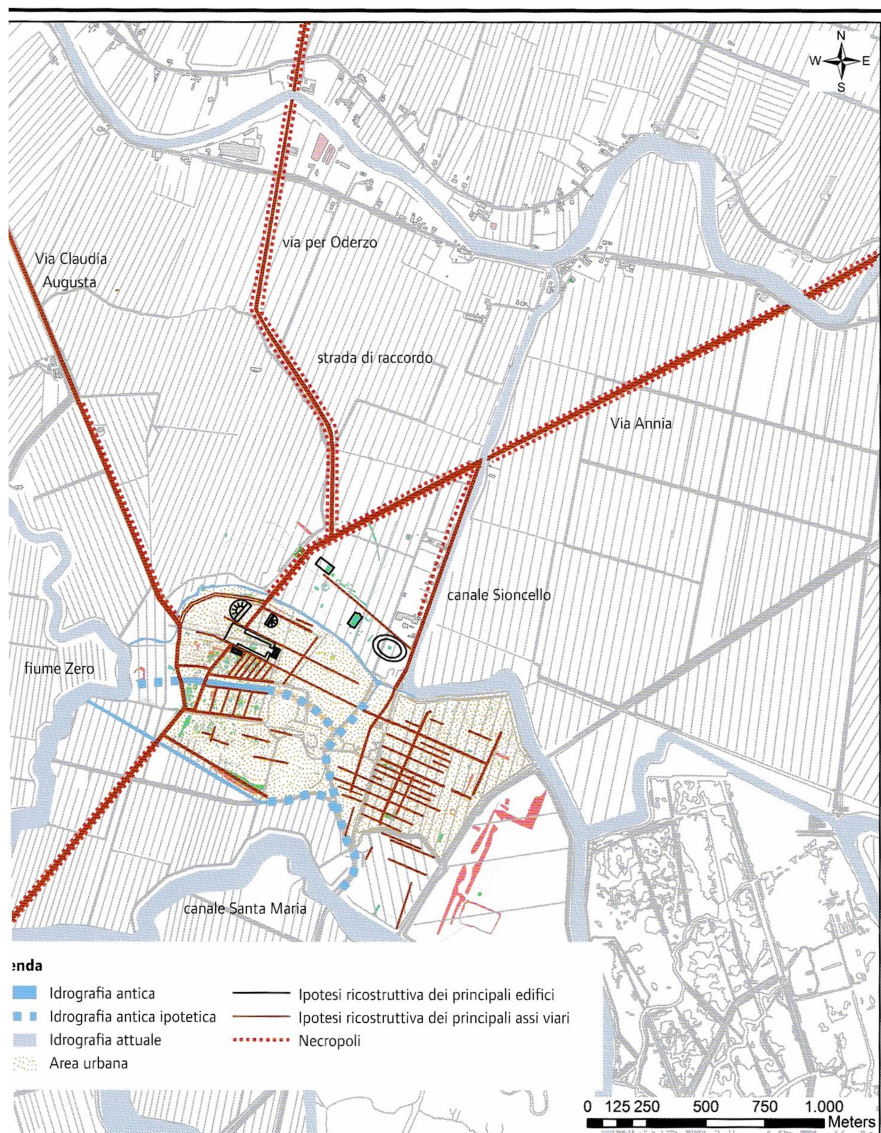 N
W E
S
via per Oderzo
Via Claudia
Augusta
strada di raccordo
Via Annia
canale Sioncello
fiume Zero
canale Santa Maria
enda
Idrografia antica
Idrografia antica ipotetica
Idrografia attuale
Area urbana
Ipotesi ricostruttiva dei principali edifici
Ipotesi ricostruttiva dei principali assi viari
Necropoli
0 125 250 500 750 1.000
Meters